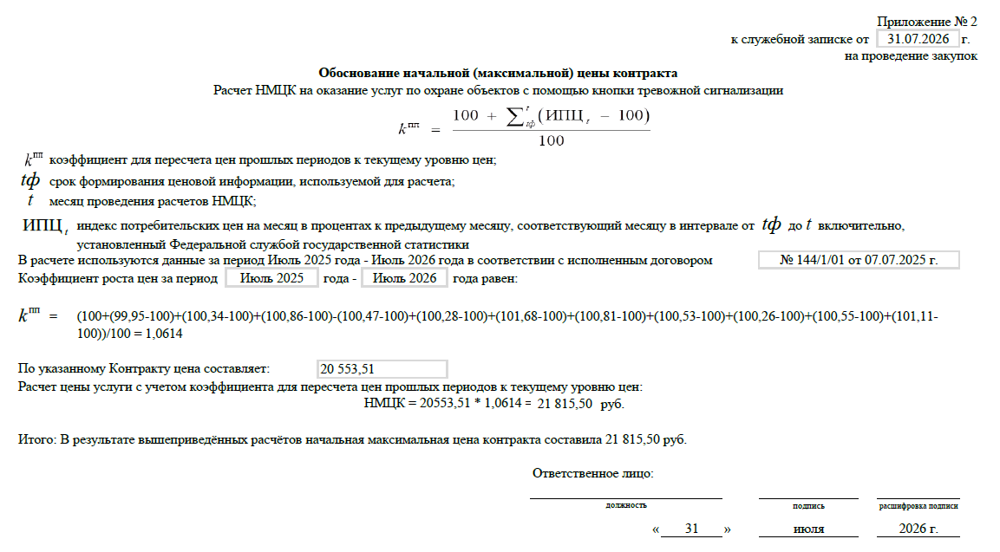 Приложение № 2
к служебной записке от 31.07.2026 г.
на проведение закупок
Обоснование начальной (максимальной) цены контракта
Расчет НМЦК на оказание услуг по охране объектов с помощью кнопки тревожной сигнализации
k^пп = (100 + ∑_tф^t (ИПЦ_t − 100)) / 100
k^пп коэффициент для пересчета цен прошлых периодов к текущему уровню цен;
tф срок формирования ценовой информации, используемой для расчета;
t месяц проведения расчетов НМЦК;
ИПЦ_t индекс потребительских цен на месяц в процентах к предыдущему месяцу, соответствующий месяцу в интервале от tф до t включительно,
установленный Федеральной службой государственной статистики
В расчете используются данные за период Июль 2025 года - Июль 2026 года в соответствии с исполненным договором № 144/1/01 от 07.07.2025 г.
Коэффициент роста цен за период Июль 2025 года - Июль 2026 года равен:
k^пп = (100+(99,95-100)+(100,34-100)+(100,86-100)-(100,47-100)+(100,28-100)+(101,68-100)+(100,81-100)+(100,53-100)+(100,26-100)+(100,55-100)+(101,11-
100))/100 = 1,0614
По указанному Контракту цена составляет: 20 553,51
Расчет цены услуги с учетом коэффициента для пересчета цен прошлых периодов к текущему уровню цен:
НМЦК = 20553,51 * 1,0614 = 21 815,50 руб.
Итого: В результате вышеприведённых расчётов начальная максимальная цена контракта составила 21 815,50 руб.
Ответственное лицо:
должность подпись расшифровка подписи
« 31 » июля 2026 г.